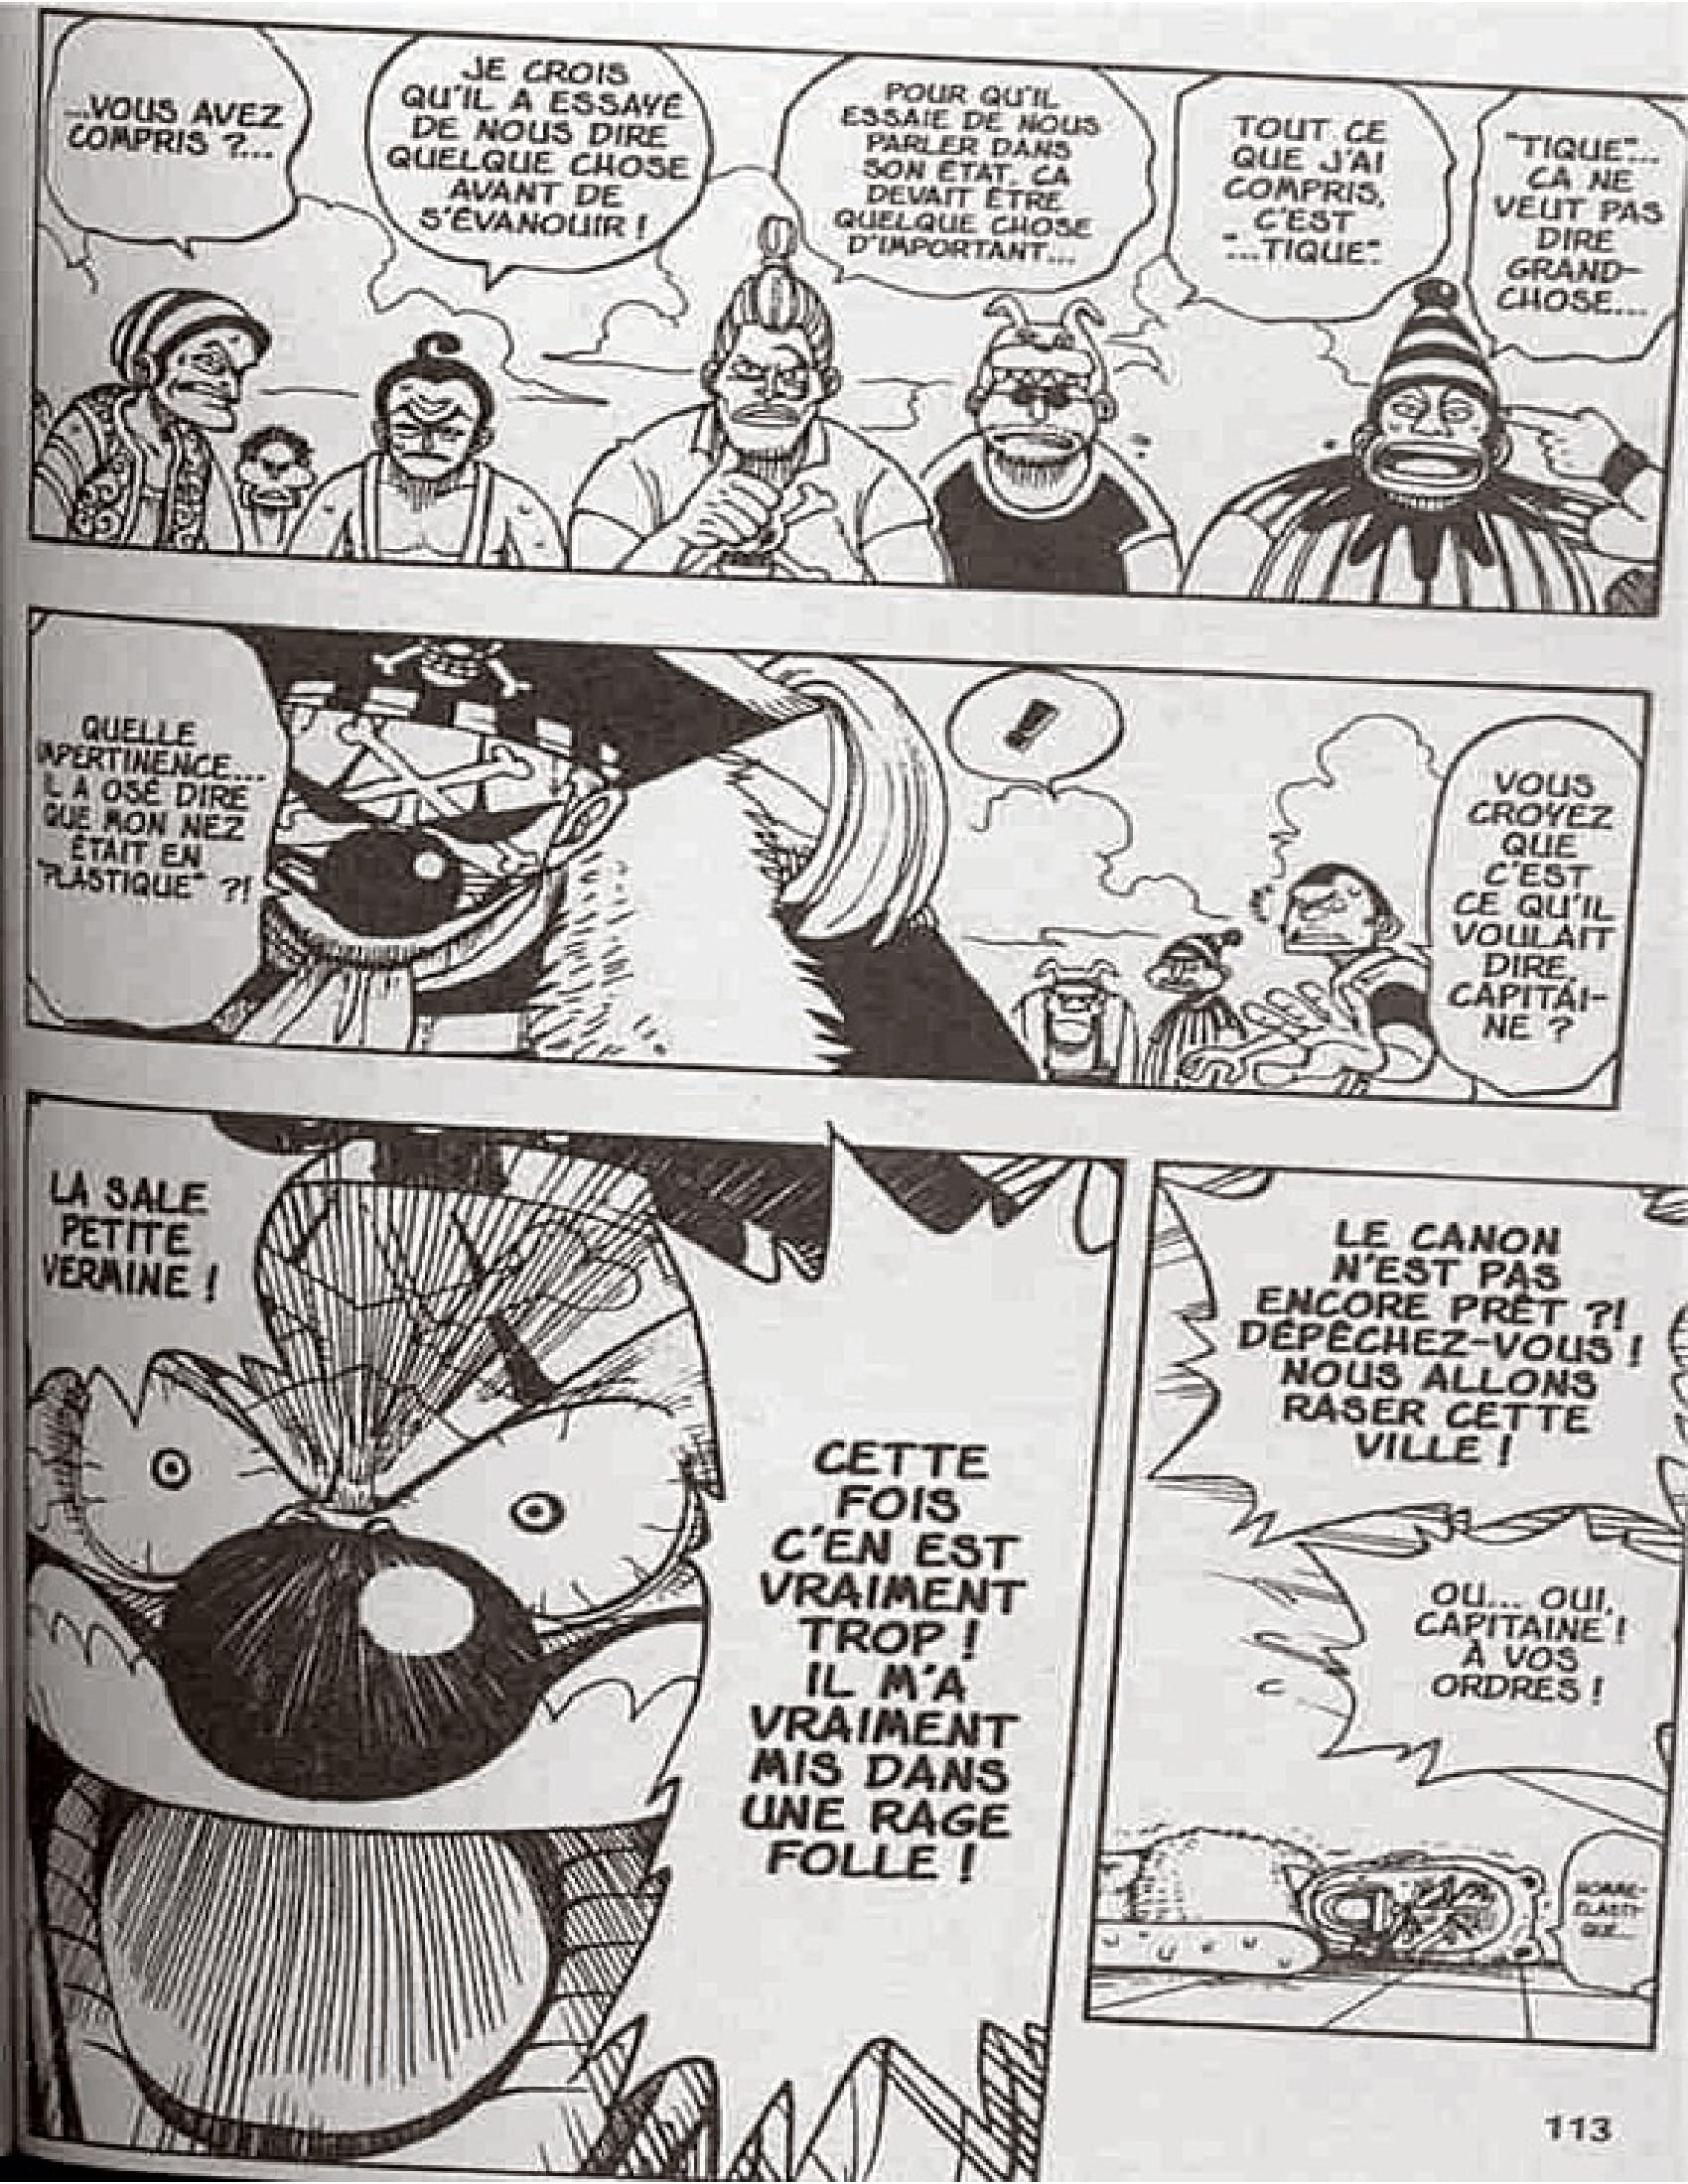 ...VOUS AVEZ
COMPRIS ?...
JE CROIS
QU'IL A ESSAYÉ
DE NOUS DIRE
QUELQUE CHOSE
AVANT DE
S'ÉVANOUIR !
POUR QU'IL
ESSAIE DE NOUS
PARLER DANS
SON ÉTAT, ÇA
DEVAIT ÊTRE
QUELQUE CHOSE
D'IMPORTANT...
TOUT CE
QUE J'AI
COMPRIS,
C'EST
"...TIQUE".
"TIQUE"...
ÇA NE
VEUT PAS
DIRE
GRAND-
CHOSE...
QUELLE
IMPERTINENCE...
IL A OSÉ DIRE
QUE MON NEZ
ÉTAIT EN
"PLASTIQUE" ?!
!
VOUS
CROYEZ
QUE
C'EST
CE QU'IL
VOULAIT
DIRE,
CAPITAI-
NE ?
LA SALE
PETITE
VERMINE !
CETTE
FOIS
C'EN EST
VRAIMENT
TROP !
IL M'A
VRAIMENT
MIS DANS
UNE RAGE
FOLLE !
LE CANON
N'EST PAS
ENCORE PRÊT ?!
DÉPÊCHEZ-VOUS !
NOUS ALLONS
RASER CETTE
VILLE !
OU... OUI,
CAPITAINE !
À VOS
ORDRES !
HOMME-
ÉLASTI-
QUE...
113